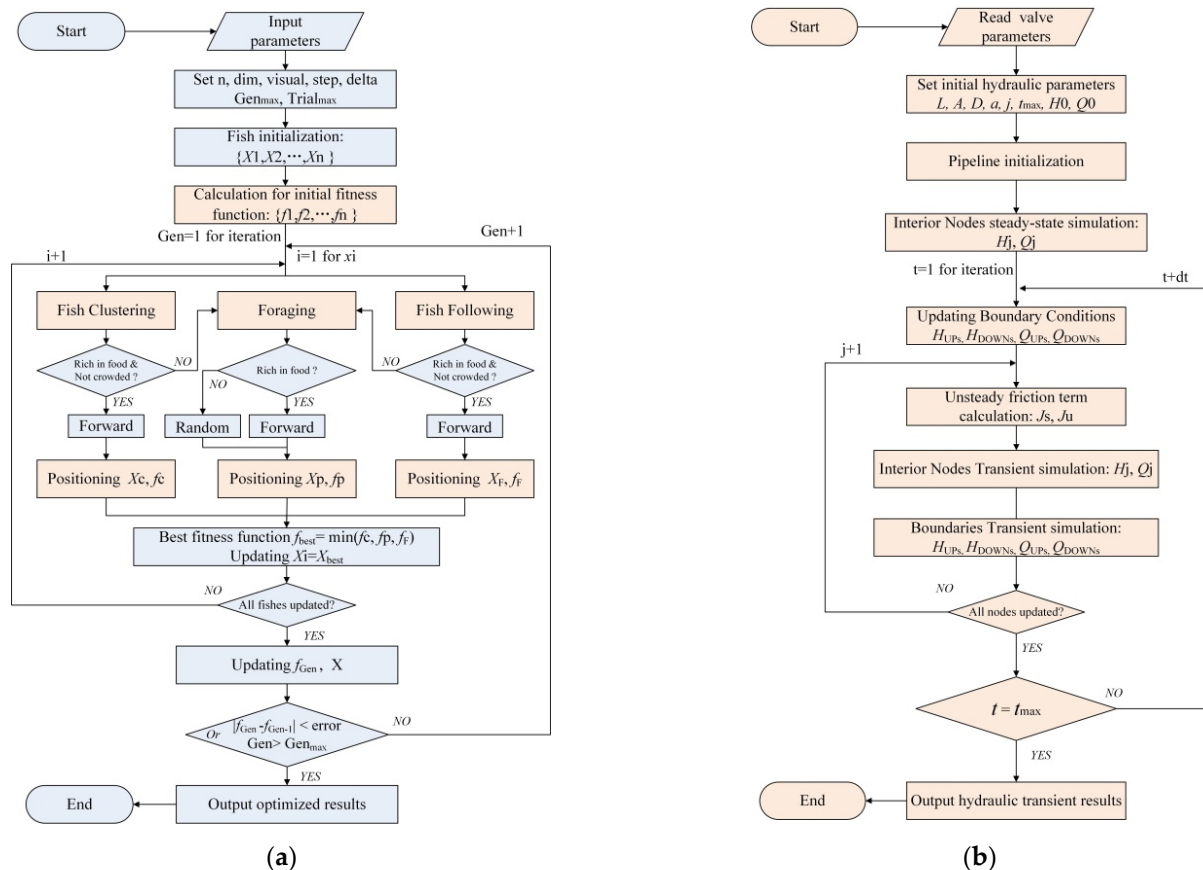 Start
Input
parameters
Set n, dim, visual, step, delta
Genmax, Trialmax
Fish initialization:
{X1,X2,⋯,Xn }
Calculation for initial fitness
function: {f1,f2,⋯,fn }
Gen=1 for iteration
Gen+1
i+1
i=1 for xi
Fish Clustering
Foraging
Fish Following
Rich in food &
Not crowded ?
NO
Rich in food ?
NO
Rich in food &
Not crowded ?
NO
YES
YES
YES
Forward
Random
Forward
Forward
Positioning Xc, fc
Positioning Xp, fp
Positioning XF, fF
Best fitness function fbest= min(fc, fp, fF)
Updating Xi=Xbest
NO
All fishes updated?
YES
Updating fGen , X
|fGen -fGen-1| < error
Or
Gen> Genmax
NO
YES
End
Output optimized results
(a)
Start
Read valve
parameters
Set initial hydraulic parameters
L, A, D, a, j, tmax, H0, Q0
Pipeline initialization
Interior Nodes steady-state simulation:
Hj, Qj
t=1 for iteration
t+dt
Updating Boundary Conditions
HUPs, HDOWNs, QUPs, QDOWNs
j+1
Unsteady friction term
calculation: Js, Ju
Interior Nodes Transient simulation: Hj, Qj
Boundaries Transient simulation:
HUPs, HDOWNs, QUPs, QDOWNs
NO
All nodes updated?
YES
t = tmax
NO
YES
End
Output hydraulic transient results
(b)